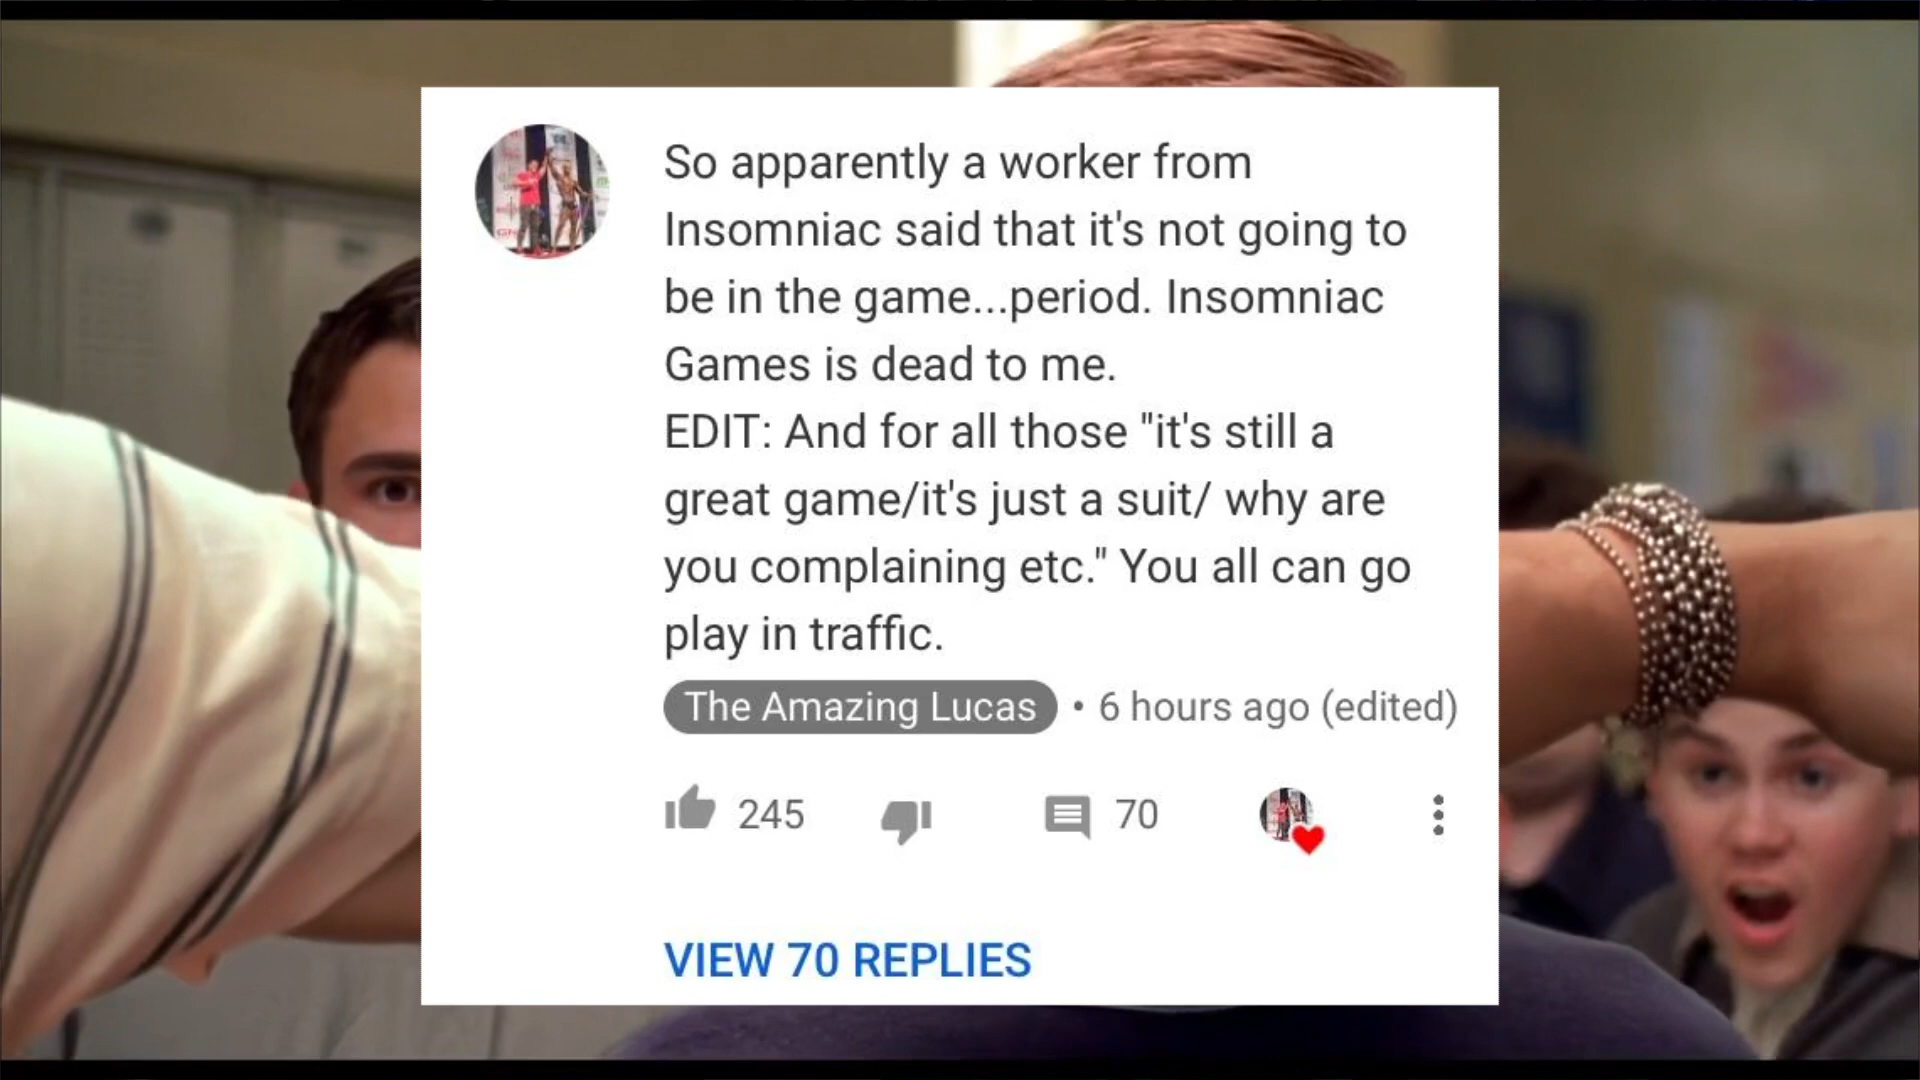 So apparently a worker from
Insomniac said that it's not going to
be in the game...period. Insomniac
Games is dead to me.
EDIT: And for all those "it's still a
great game/it's just a suit/ why are
you complaining etc." You all can go
play in traffic.
The Amazing Lucas • 6 hours ago (edited)
245 70
VIEW 70 REPLIES